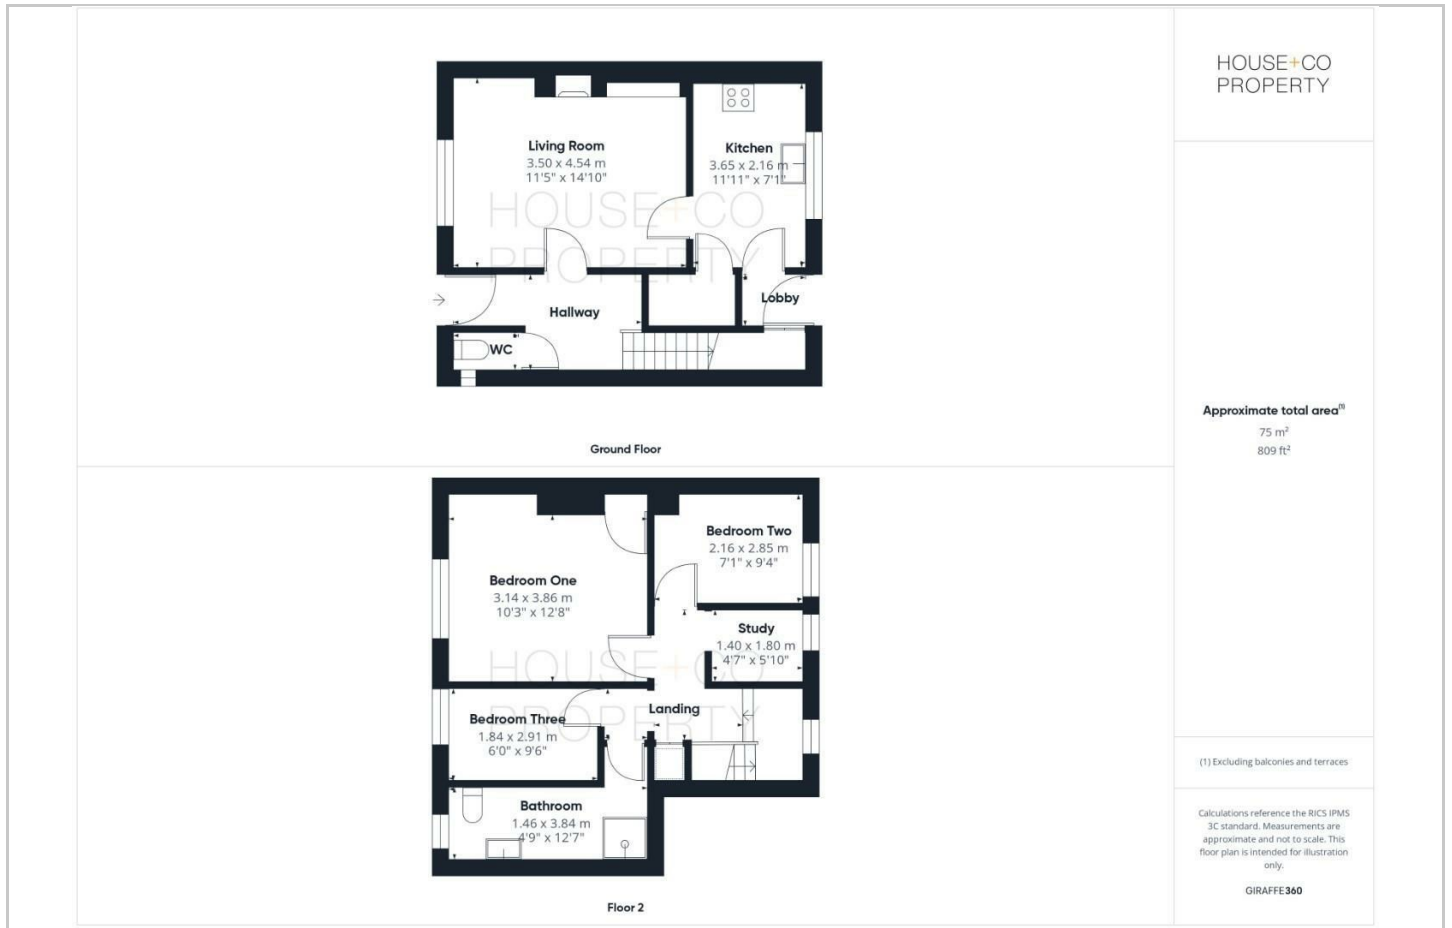 HOUSE+CO
PROPERTY
Living Room
3.50 x 4.54 m
11'5" x 14'10"
Kitchen
3.65 x 2.16 m
11'11" x 7'1"
HOUSE+CO
PROPERTY
Lobby
Hallway
WC
Ground Floor
Approximate total area(1)
75 m²
809 ft²
Bedroom Two
2.16 x 2.85 m
7'1" x 9'4"
Bedroom One
3.14 x 3.86 m
10'3" x 12'8"
Study
1.40 x 1.80 m
4'7" x 5'10"
HOUSE+CO
PROPERTY
Landing
Bedroom Three
1.84 x 2.91 m
6'0" x 9'6"
Bathroom
1.46 x 3.84 m
4'9" x 12'7"
Floor 2
(1) Excluding balconies and terraces
Calculations reference the RICS IPMS
3C standard. Measurements are
approximate and not to scale. This
floor plan is intended for illustration
only.
GIRAFFE360